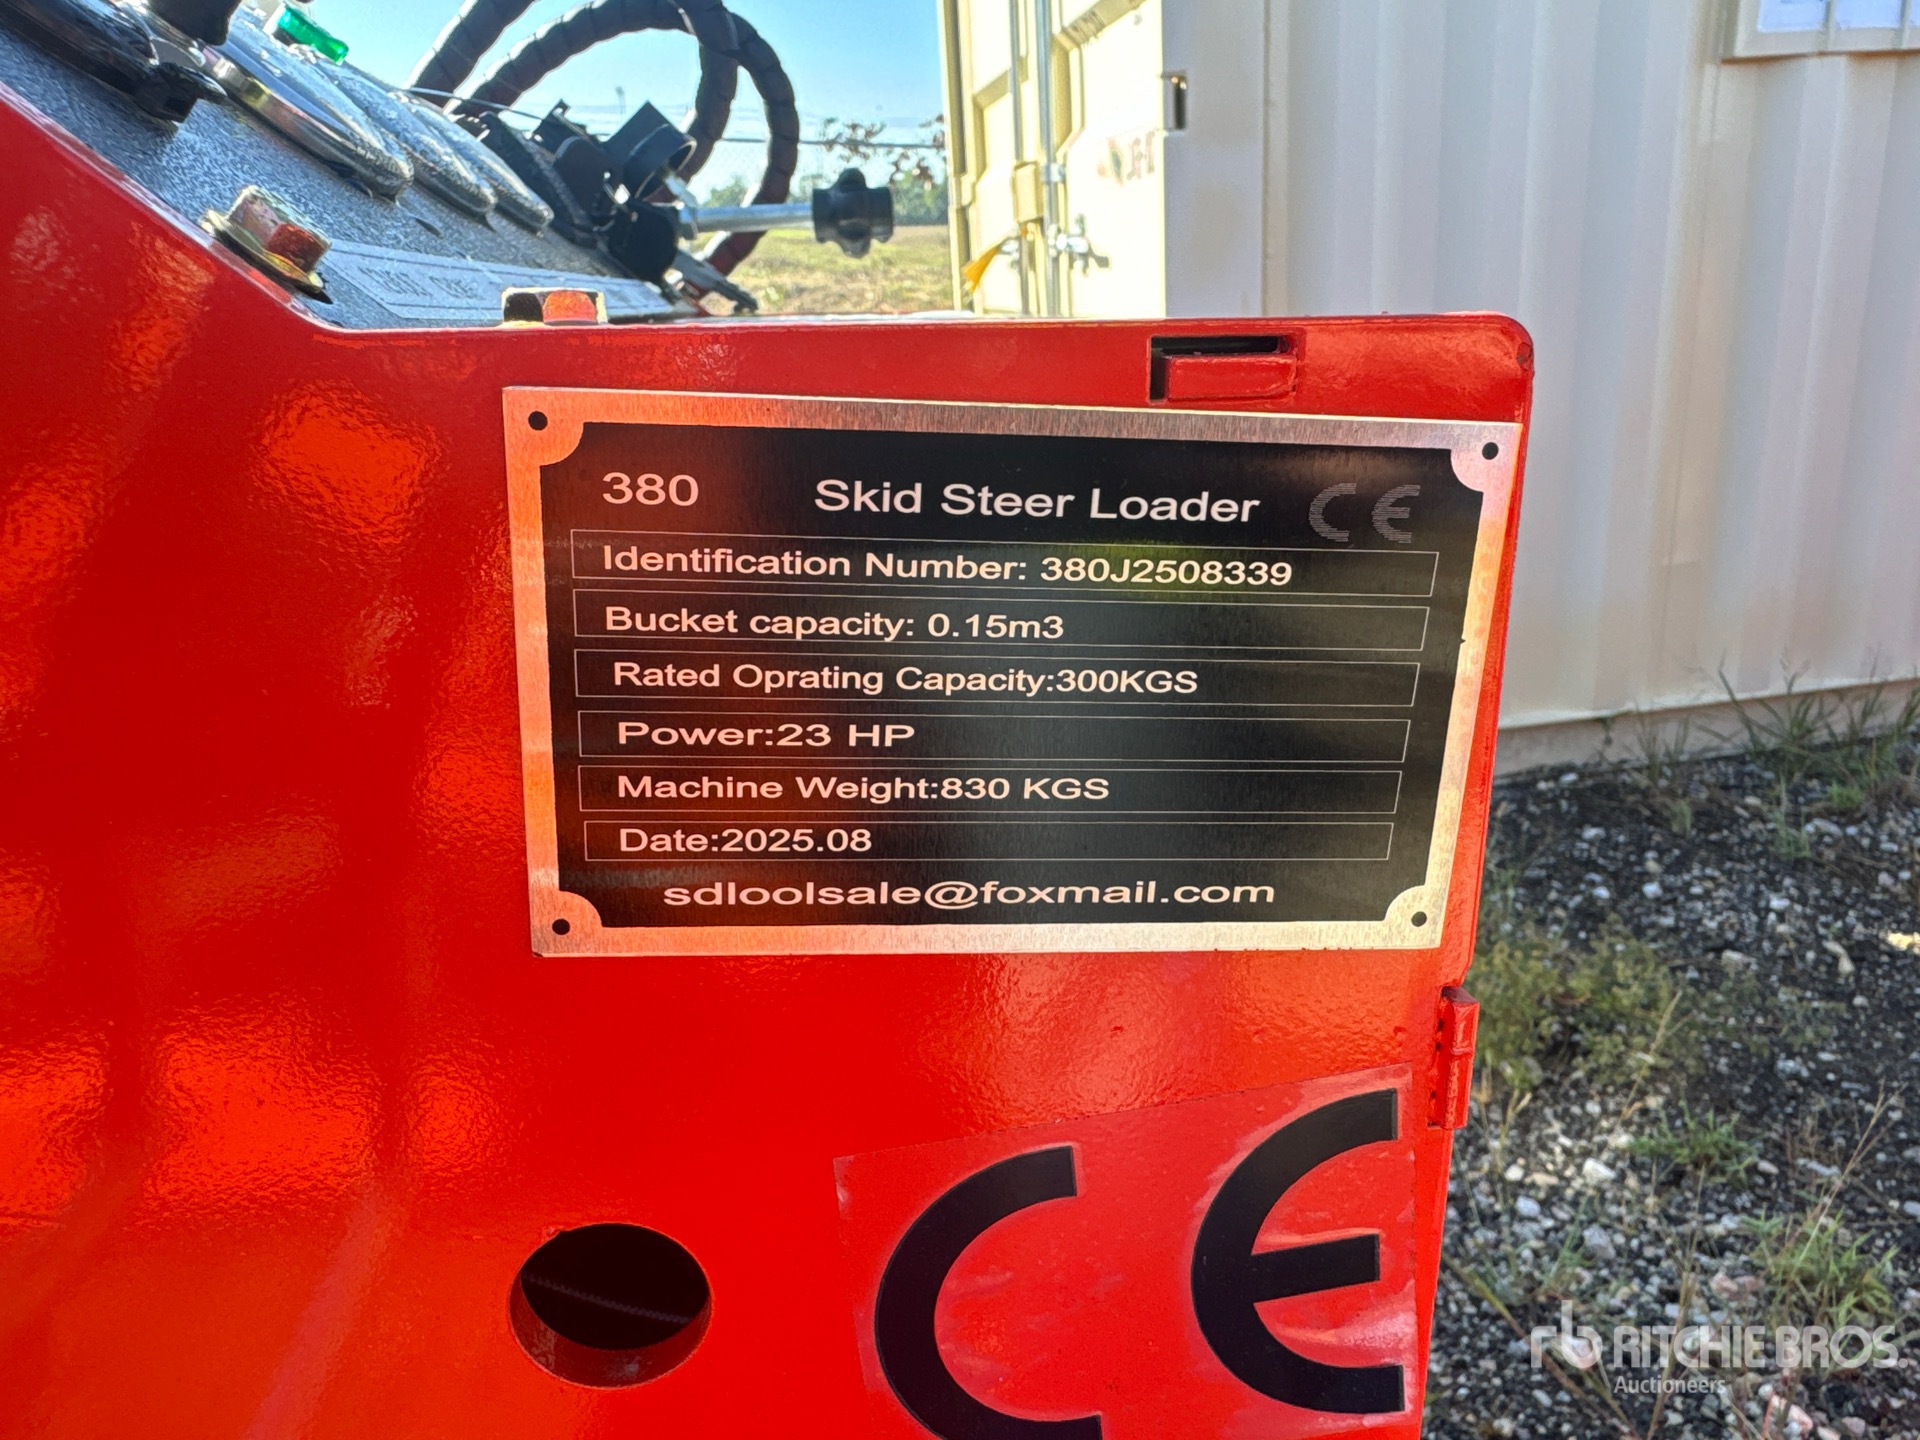 380 Skid Steer Loader CE
Identification Number: 380J2508339
Bucket capacity: 0.15m3
Rated Oprating Capacity:300KGS
Power:23 HP
Machine Weight:830 KGS
Date:2025.08
sdloolsale@foxmail.com
CE
rb RITCHIE BROS.
Auctioneers